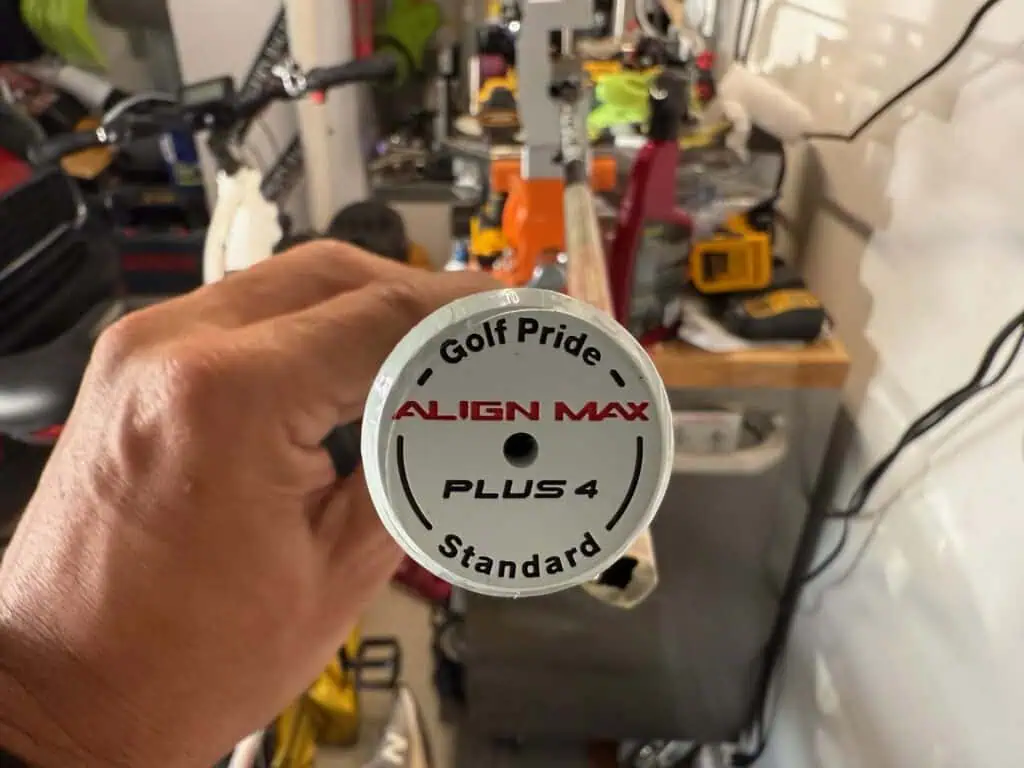 Golf Pride
ALIGN MAX
PLUS 4
Standard